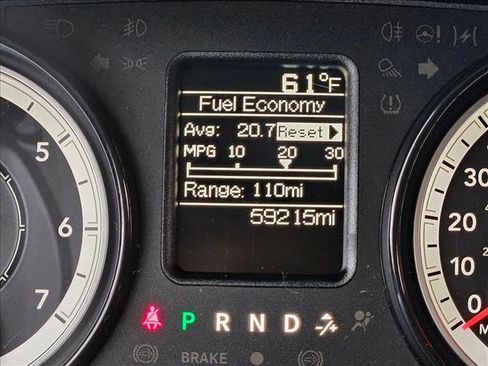 61°F
Fuel Economy
Avg: 20.7 Reset
MPG 10 20 30
Range: 110mi
59215mi
5
6
7
30
20
10
0
P R N D
BRAKE